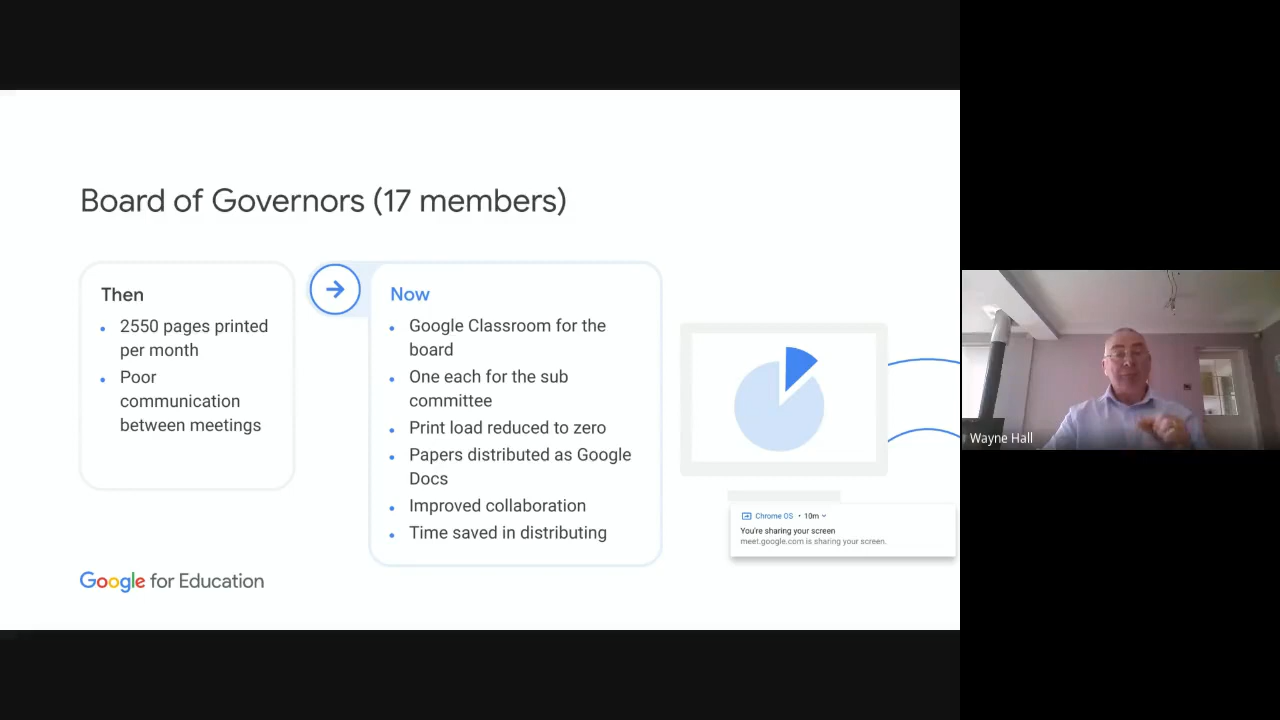 Board of Governors (17 members)
Then
2550 pages printed
per month
Poor
communication
between meetings
Now
Google Classroom for the
board
One each for the sub
committee
Print load reduced to zero
Papers distributed as Google
Docs
Improved collaboration
Time saved in distributing
Chrome OS • 10m
You're sharing your screen
meet.google.com is sharing your screen.
Google for Education
Wayne Hall